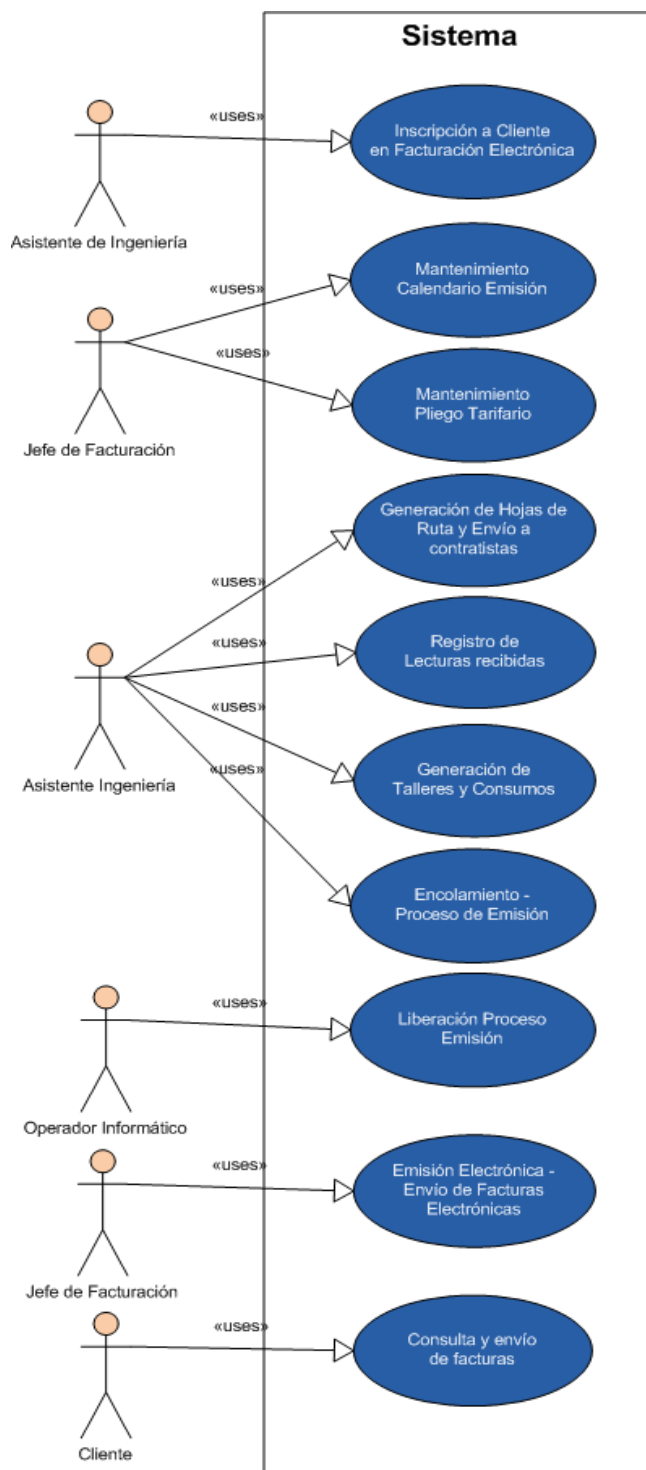 Sistema
«uses»
Inscripción a Cliente
en Facturación Electrónica
Asistente de Ingeniería
«uses»
Mantenimiento
Calendario Emisión
«uses»
Mantenimiento
Pliego Tarifario
Jefe de Facturación
«uses»
Generación de Hojas de
Ruta y Envío a
contratistas
«uses»
Registro de
Lecturas recibidas
«uses»
Generación de
Talleres y Consumos
Asistente Ingeniería
«uses»
Encolamiento -
Proceso de Emisión
«uses»
Liberación Proceso
Emisión
Operador Informático
«uses»
Emisión Electrónica -
Envío de Facturas
Electrónicas
Jefe de Facturación
«uses»
Consulta y envío
de facturas
Cliente